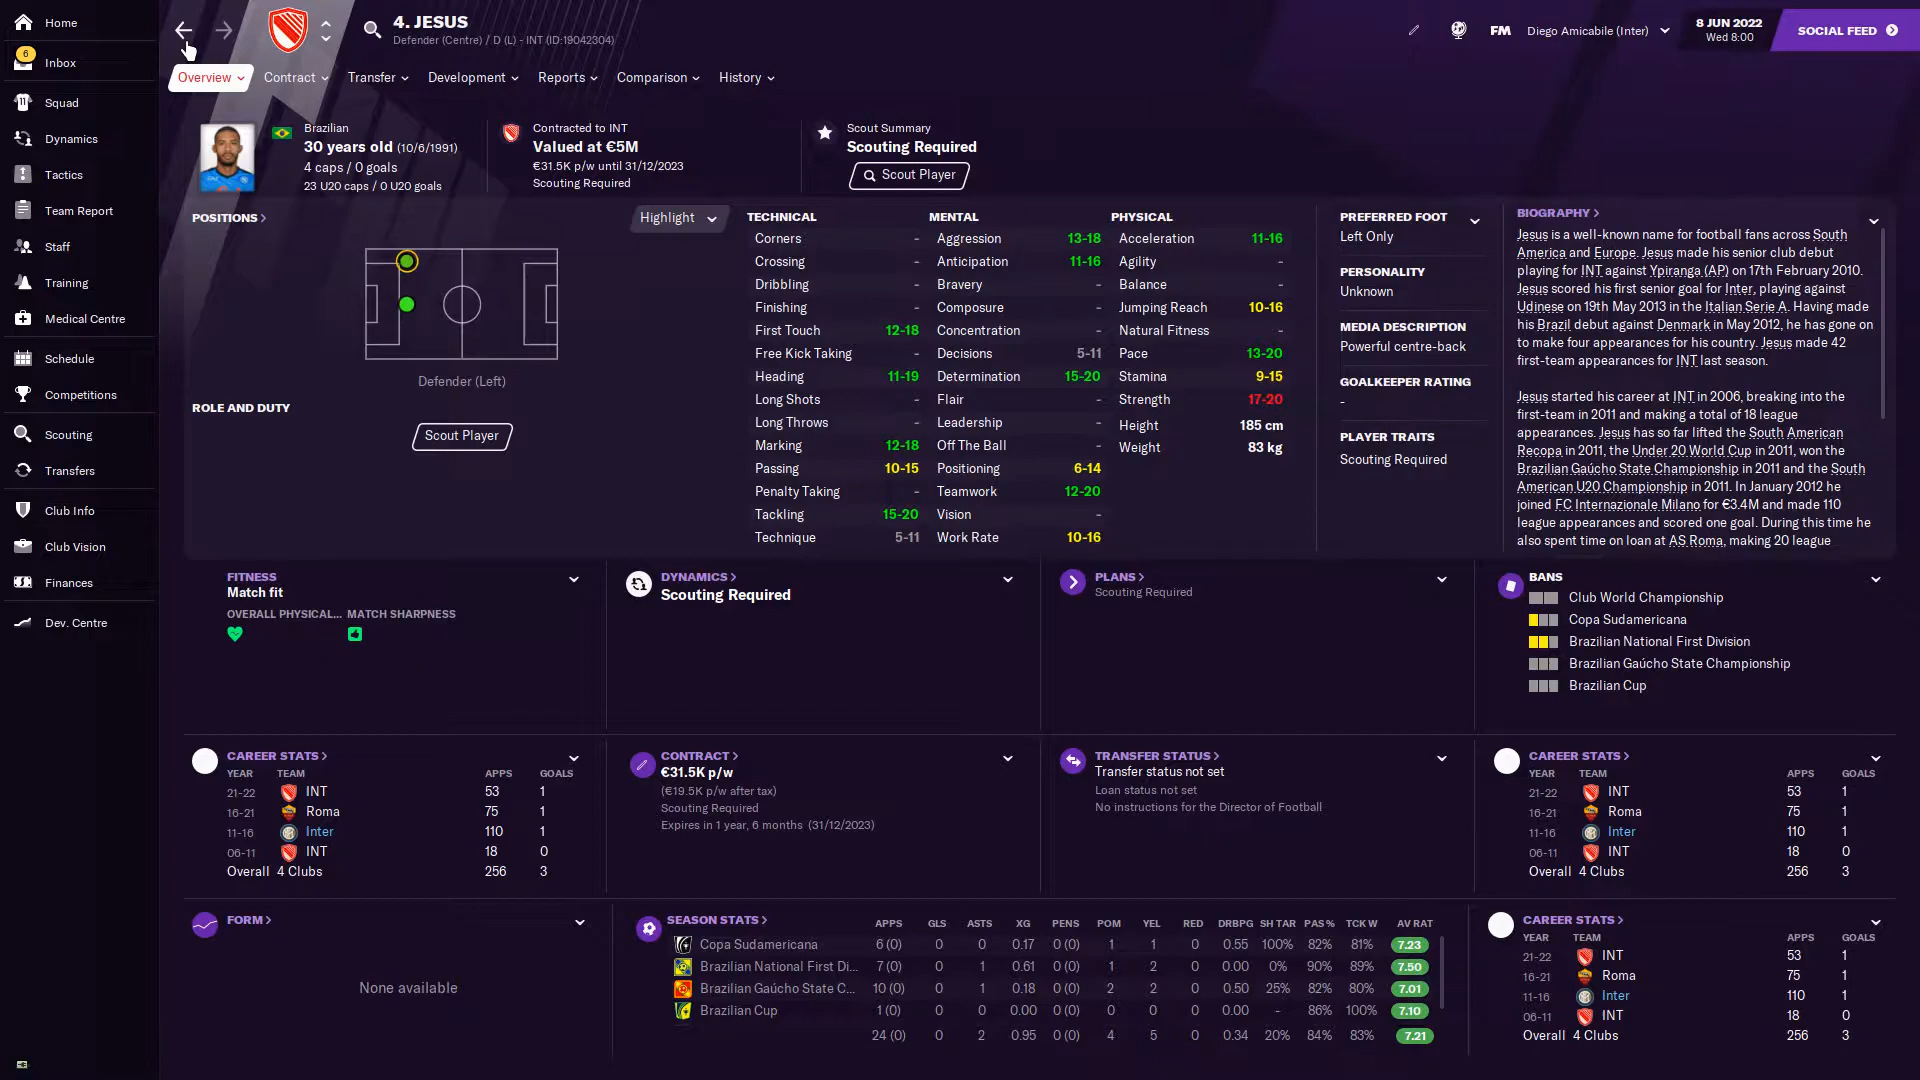 Home
6
Inbox
Squad
Dynamics
Tactics
Team Report
Staff
Training
Medical Centre
Schedule
Competitions
Scouting
Transfers
Club Info
Club Vision
Finances
Dev. Centre
4. JESUS
Defender (Centre) / D (L) - INT (ID:19042304)
FM
Diego Amicabile (Inter)
8 JUN 2022
Wed 8:00
SOCIAL FEED
Overview Contract Transfer Development Reports Comparison History
Brazilian
30 years old (10/6/1991)
4 caps / 0 goals
23 U20 caps / 0 U20 goals
Contracted to INT
Valued at €5M
€31.5K p/w until 31/12/2023
Scouting Required
Scout Summary
Scouting Required
Scout Player
POSITIONS >
Highlight
Defender (Left)
ROLE AND DUTY
Scout Player
TECHNICAL
Corners -
Crossing -
Dribbling -
Finishing -
First Touch 12-18
Free Kick Taking -
Heading 11-19
Long Shots -
Long Throws -
Marking 12-18
Passing 10-15
Penalty Taking -
Tackling 15-20
Technique 5-11
MENTAL
Aggression 13-18
Anticipation 11-16
Bravery -
Composure -
Concentration -
Decisions 5-11
Determination 15-20
Flair -
Leadership -
Off The Ball -
Positioning 6-14
Teamwork 12-20
Vision -
Work Rate 10-16
PHYSICAL
Acceleration 11-16
Agility -
Balance -
Jumping Reach 10-16
Natural Fitness -
Pace 13-20
Stamina 9-15
Strength 17-20
Height 185 cm
Weight 83 kg
PREFERRED FOOT
Left Only
PERSONALITY
Unknown
MEDIA DESCRIPTION
Powerful centre-back
GOALKEEPER RATING
-
PLAYER TRAITS
Scouting Required
BIOGRAPHY >
Jesus is a well-known name for football fans across South
America and Europe. Jesus made his senior club debut
playing for INT against Ypiranga (AP) on 17th February 2010.
Jesus scored his first senior goal for Inter, playing against
Udinese on 19th May 2013 in the Italian Serie A. Having made
his Brazil debut against Denmark in May 2012, he has gone on
to make four appearances for his country. Jesus made 42
first-team appearances for INT last season.
Jesus started his career at INT in 2006, breaking into the
first-team in 2011 and making a total of 18 league
appearances. Jesus has so far lifted the South American
Recopa in 2011, the Under 20 World Cup in 2011, won the
Brazilian Gaúcho State Championship in 2011 and the South
American U20 Championship in 2011. In January 2012 he
joined FC Internazionale Milano for €3.4M and made 110
league appearances and scored one goal. During this time he
also spent time on loan at AS Roma, making 20 league
FITNESS
Match fit
OVERALL PHYSICAL... MATCH SHARPNESS
DYNAMICS >
Scouting Required
PLANS >
Scouting Required
BANS
Club World Championship
Copa Sudamericana
Brazilian National First Division
Brazilian Gaúcho State Championship
Brazilian Cup
CAREER STATS >
YEAR TEAM APPS GOALS
21-22 INT 53 1
16-21 Roma 75 1
11-16 Inter 110 1
06-11 INT 18 0
Overall 4 Clubs 256 3
CONTRACT >
€31.5K p/w
(€19.5K p/w after tax)
Scouting Required
Expires in 1 year, 6 months (31/12/2023)
TRANSFER STATUS >
Transfer status not set
Loan status not set
No instructions for the Director of Football
CAREER STATS >
YEAR TEAM APPS GOALS
21-22 INT 53 1
16-21 Roma 75 1
11-16 Inter 110 1
06-11 INT 18 0
Overall 4 Clubs 256 3
FORM >
None available
SEASON STATS > APPS GLS ASTS XG PENS POM YEL RED DRBPG SH TAR PAS % TCK W AV RAT
Copa Sudamericana 6 (0) 0 0 0.17 0 (0) 1 1 0 0.55 100% 82% 81% 7.23
Brazilian National First Di... 7 (0) 0 1 0.61 0 (0) 1 2 0 0.00 0% 90% 89% 7.50
Brazilian Gaúcho State C... 10 (0) 0 1 0.18 0 (0) 2 2 0 0.50 25% 82% 80% 7.01
Brazilian Cup 1 (0) 0 0 0.00 0 (0) 0 0 0 0.00 - 86% 100% 7.10
24 (0) 0 2 0.95 0 (0) 4 5 0 0.34 20% 84% 83% 7.21
CAREER STATS >
YEAR TEAM APPS GOALS
21-22 INT 53 1
16-21 Roma 75 1
11-16 Inter 110 1
06-11 INT 18 0
Overall 4 Clubs 256 3